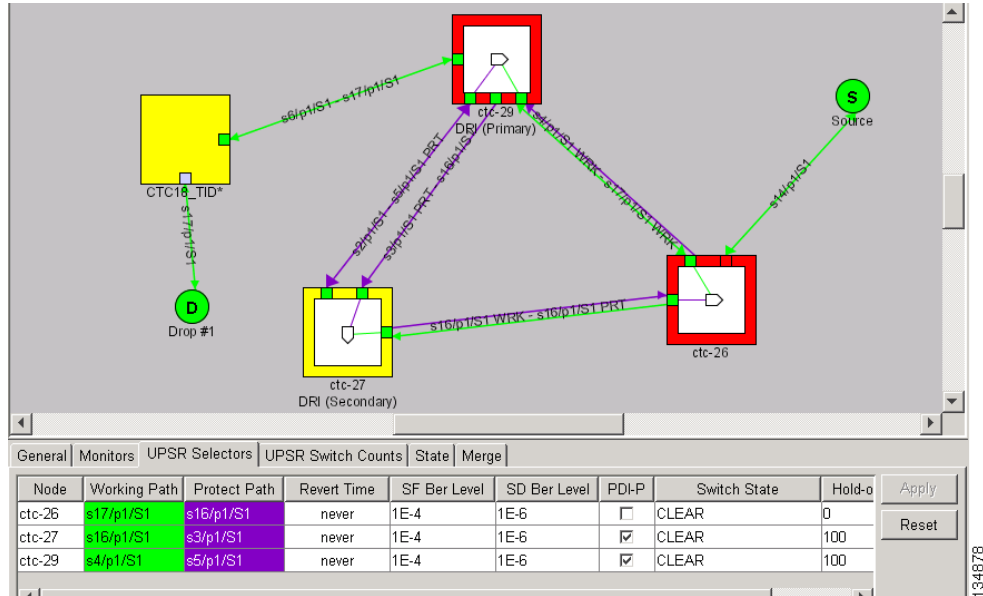 ctc-29
DRI (Primary)
s6/p1/S1 - s17/p1/S1
S
Source
s14/p1/S1
CTC18_TID*
s17/p1/S1
D
Drop #1
s2/p1/S1 - s5/p1/S1 PRT
s3/p1/S1 PRT - s16/p1/S1
s4/p1/S1 WRK - s17/p1/S1 WRK
s16/p1/S1 WRK - s16/p1/S1 PRT
ctc-26
ctc-27
DRI (Secondary)
General Monitors UPSR Selectors UPSR Switch Counts State Merge
Node Working Path Protect Path Revert Time SF Ber Level SD Ber Level PDI-P Switch State Hold-o
ctc-26 s17/p1/S1 s16/p1/S1 never 1E-4 1E-6 CLEAR 0
ctc-27 s16/p1/S1 s3/p1/S1 never 1E-4 1E-6 CLEAR 100
ctc-29 s4/p1/S1 s5/p1/S1 never 1E-4 1E-6 CLEAR 100
Apply
Reset
134878